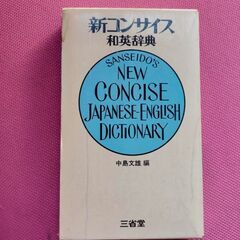 新コンサイス
和英辞典
SANSEIDO'S
NEW
CONCISE
JAPANESE-ENGLISH
DICTIONARY
中島文雄 編
三省堂